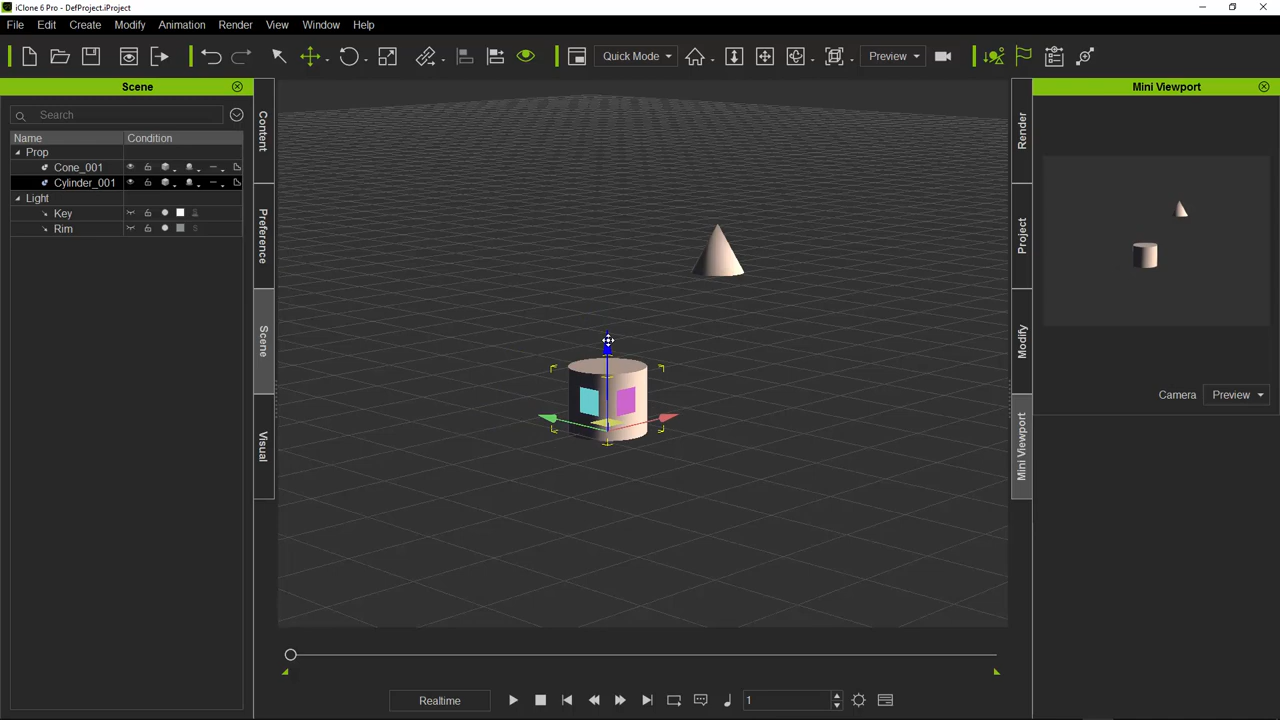 iClone 6 Pro - DefProject.iProject
File Edit Create Modify Animation Render View Window Help
Quick Mode Preview
Scene
Mini Viewport
Search
Name Condition
Prop
Cone_001
Cylinder_001
Light
Key
Rim
Content
Preference
Scene
Visual
Render
Project
Modify
Mini Viewport
Camera Preview
Realtime 1